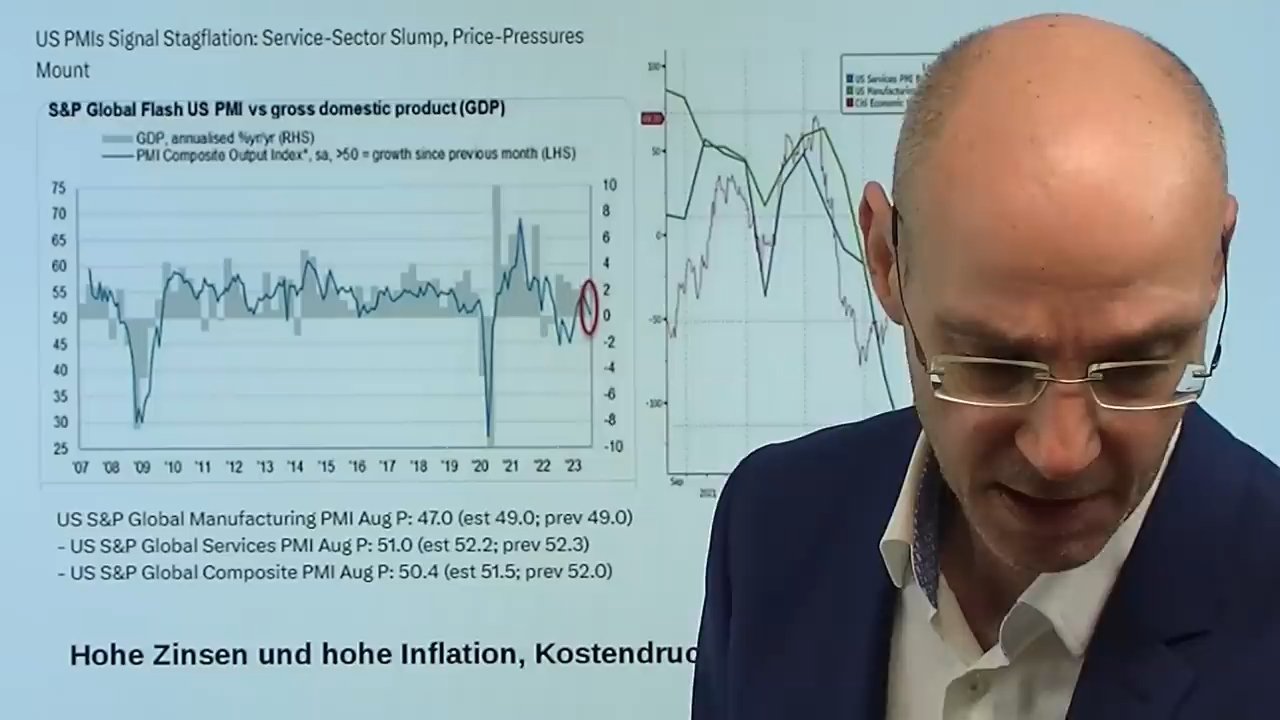 US PMIs Signal Stagflation: Service-Sector Slump, Price-Pressures
Mount
S&P Global Flash US PMI vs gross domestic product (GDP)
GDP, annualised %yr/yr (RHS)
PMI Composite Output Index*, sa, >50 = growth since previous month (LHS)
75
70
65
60
55
50
45
40
35
30
25
10
8
6
4
2
0
-2
-4
-6
-8
-10
'07 '08 '09 '10 '11 '12 '13 '14 '15 '16 '17 '18 '19 '20 '21 '22 '23
US Services PMI
US Manufacturing
Citi Economic
100
50
0
-50
-100
Sep
2021
US S&P Global Manufacturing PMI Aug P: 47.0 (est 49.0; prev 49.0)
- US S&P Global Services PMI Aug P: 51.0 (est 52.2; prev 52.3)
- US S&P Global Composite PMI Aug P: 50.4 (est 51.5; prev 52.0)
Hohe Zinsen und hohe Inflation, Kostendruc